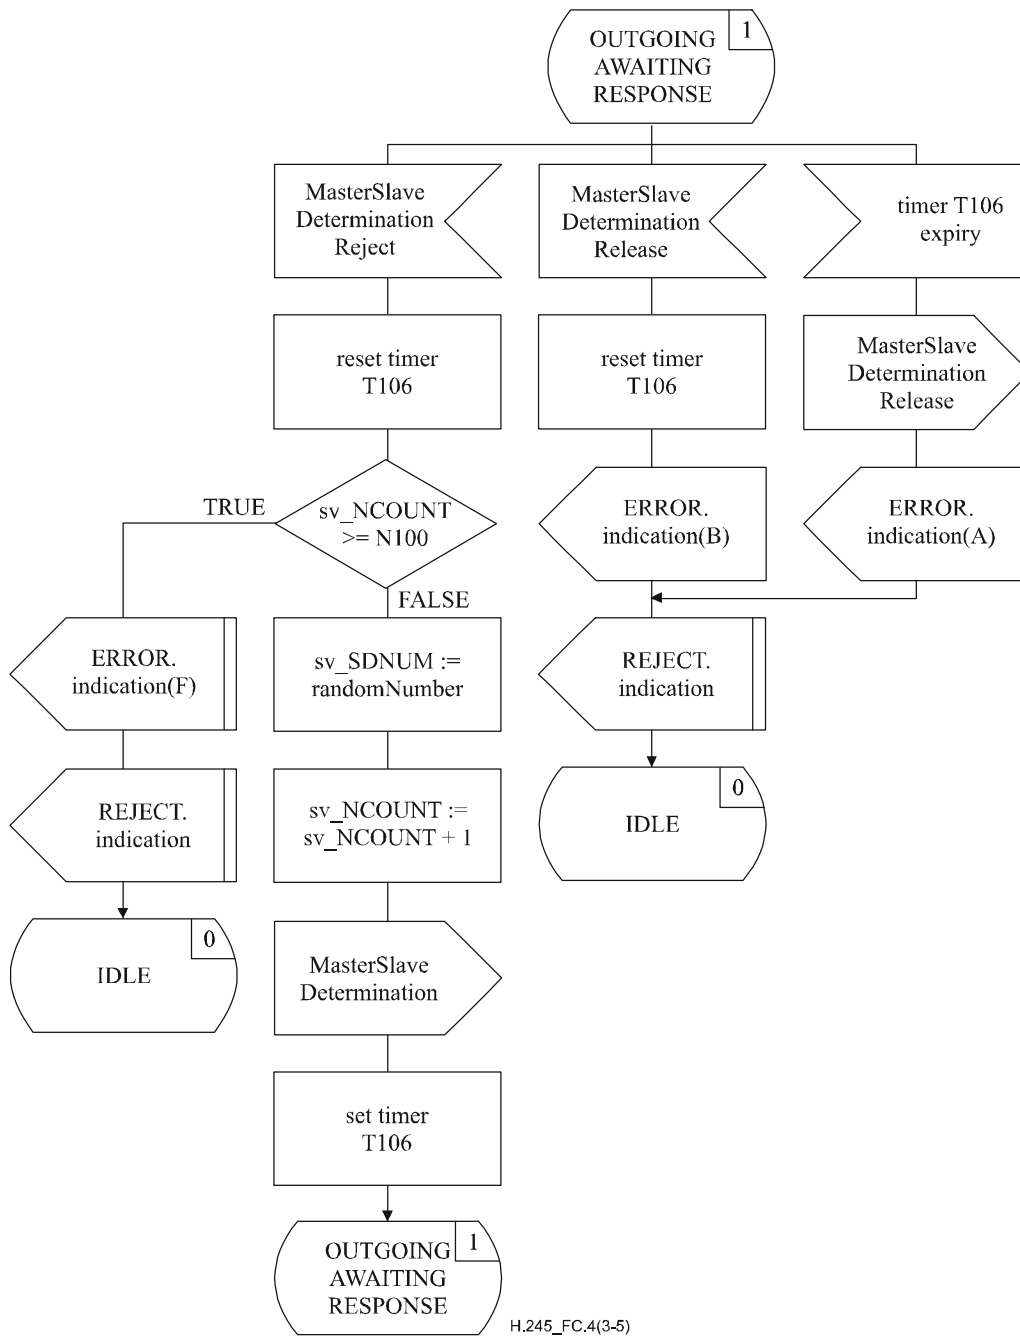 OUTGOING
AWAITING
RESPONSE
1
MasterSlave
Determination
Reject
MasterSlave
Determination
Release
timer T106
expiry
reset timer
T106
reset timer
T106
MasterSlave
Determination
Release
TRUE
sv_NCOUNT
>= N100
FALSE
ERROR.
indication(B)
ERROR.
indication(A)
ERROR.
indication(F)
sv_SDNUM :=
randomNumber
REJECT.
indication
REJECT.
indication
sv_NCOUNT :=
sv_NCOUNT + 1
IDLE
0
IDLE
0
MasterSlave
Determination
set timer
T106
OUTGOING
AWAITING
RESPONSE
1
H.245_FC.4(3-5)